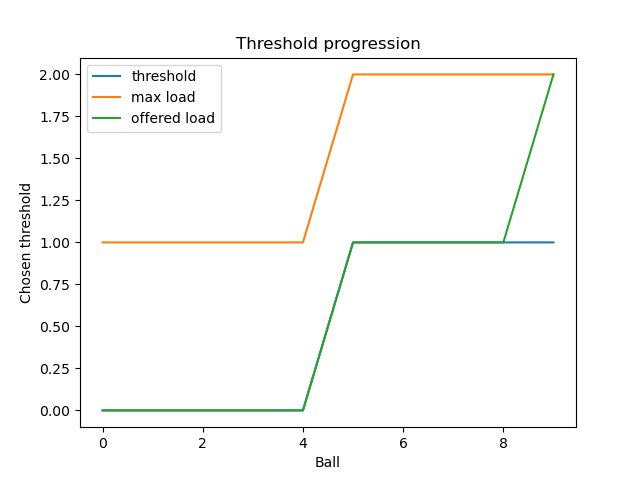 Threshold progression
threshold
max load
offered load
2.00
1.75
1.50
1.25
1.00
0.75
0.50
0.25
0.00
Chosen threshold
0 2 4 6 8
Ball